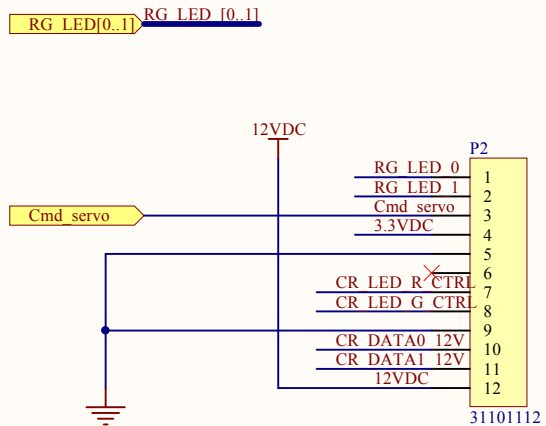 RG_LED[0..1]
RG_LED_[0..1]
12VDC
P2
RG_LED_0
1
RG_LED_1
2
Cmd_servo
Cmd_servo
3
3.3VDC
4
5
6
CR_LED_R_CTRL
7
CR_LED_G_CTRL
8
9
CR_DATA0_12V
10
CR_DATA1_12V
11
12VDC
12
31101112